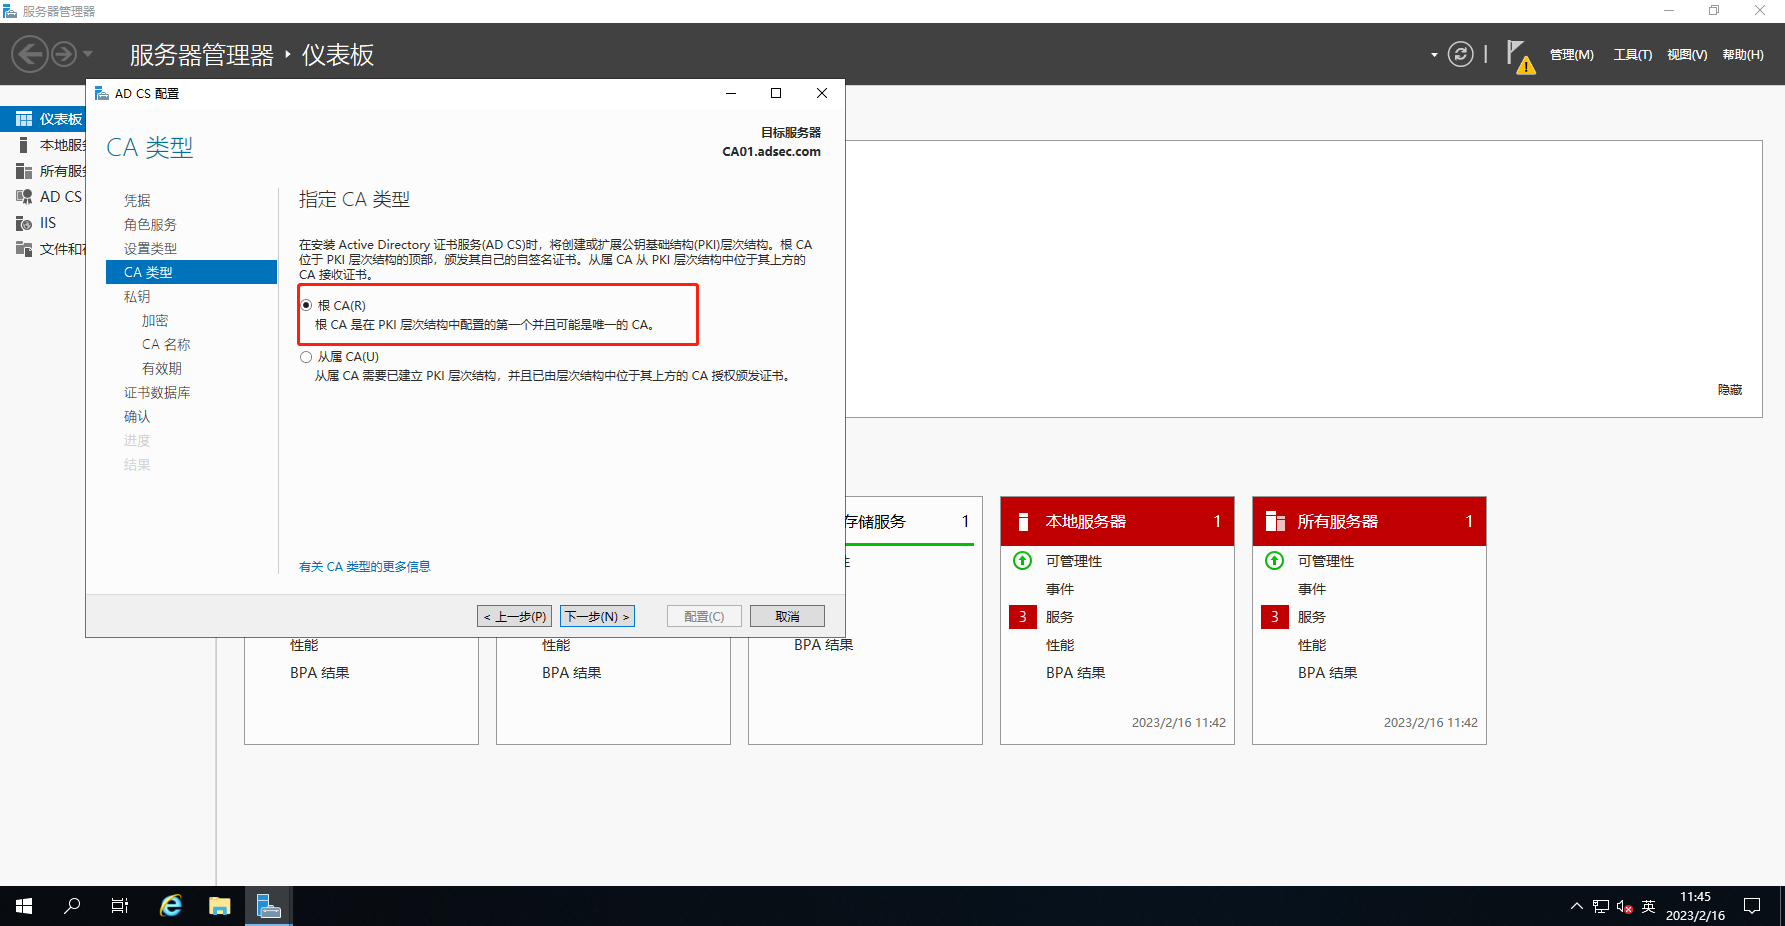 服务器管理器
服务器管理器 仪表板
管理(M) 工具(T) 视图(V) 帮助(H)
仪表板
本地服务
所有服
AD CS
IIS
文件和
AD CS 配置
CA 类型
目标服务器
CA01.adsec.com
凭据
角色服务
设置类型
CA 类型
私钥
加密
CA 名称
有效期
证书数据库
确认
进度
结果
指定 CA 类型
在安装 Active Directory 证书服务(AD CS)时，将创建或扩展公钥基础结构(PKI)层次结构。根 CA
位于 PKI 层次结构的顶部，颁发其自己的自签名证书。从属 CA 从 PKI 层次结构中位于其上方的
CA 接收证书。
根 CA(R)
根 CA 是在 PKI 层次结构中配置的第一个并且可能是唯一的 CA。
从属 CA(U)
从属 CA 需要已建立 PKI 层次结构，并且已由层次结构中位于其上方的 CA 授权颁发证书。
有关 CA 类型的更多信息
< 上一步(P) 下一步(N) > 配置(C) 取消
隐藏
性能
BPA 结果
性能
BPA 结果
存储服务 1
BPA 结果
本地服务器 1
可管理性
事件
3 服务
性能
BPA 结果
2023/2/16 11:42
所有服务器 1
可管理性
事件
3 服务
性能
BPA 结果
2023/2/16 11:42
英
11:45
2023/2/16